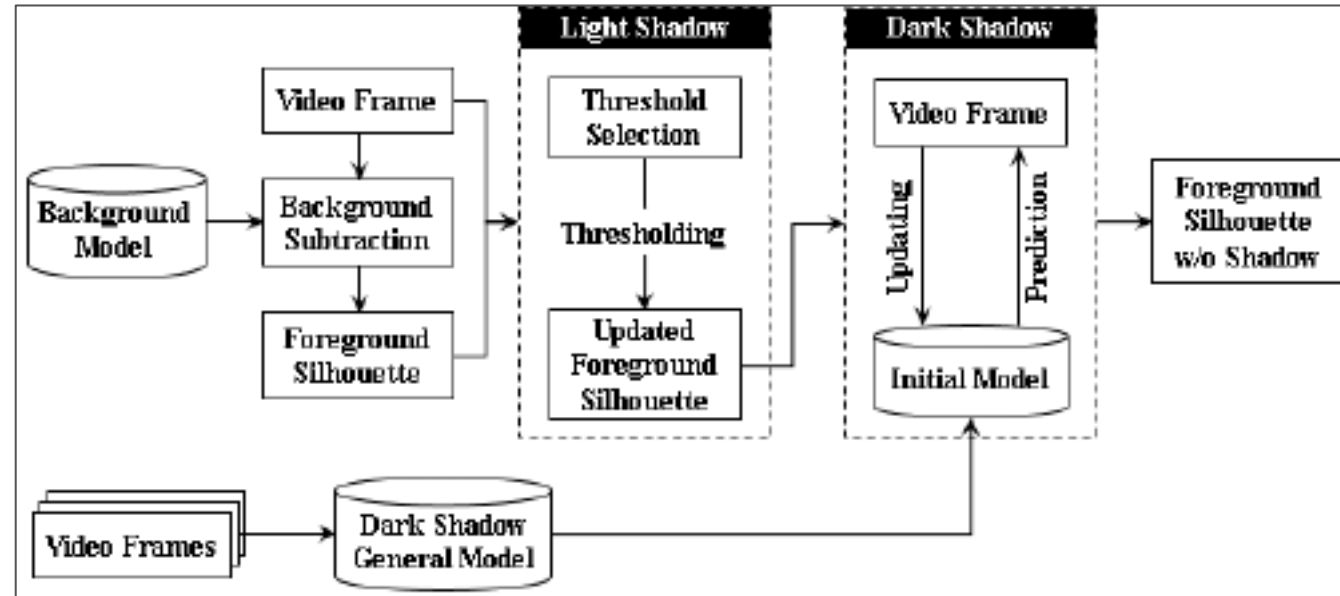 Light Shadow
Dark Shadow
Video Frame
Threshold
Selection
Video Frame
Background
Model
Background
Subtraction
Thresholding
Updating
Prediction
Foreground
Silhouette
w/o Shadow
Foreground
Silhouette
Updated
Foreground
Silhouette
Initial Model
Video Frames
Dark Shadow
General Model